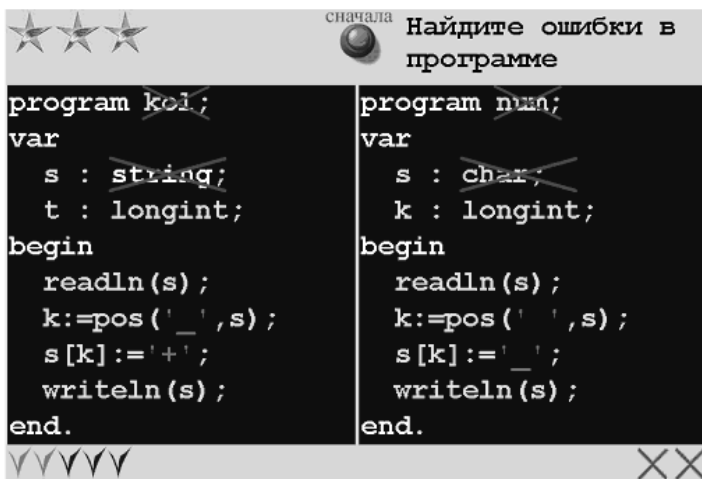 сначала
Найдите ошибки в
программе
program kol;
var
s : string;
t : longint;
begin
readln(s);
k:=pos('_',s);
s[k]:='+';
writeln(s);
end.
program num;
var
s : char;
k : longint;
begin
readln(s);
k:=pos(' ',s);
s[k]:='_';
writeln(s);
end.